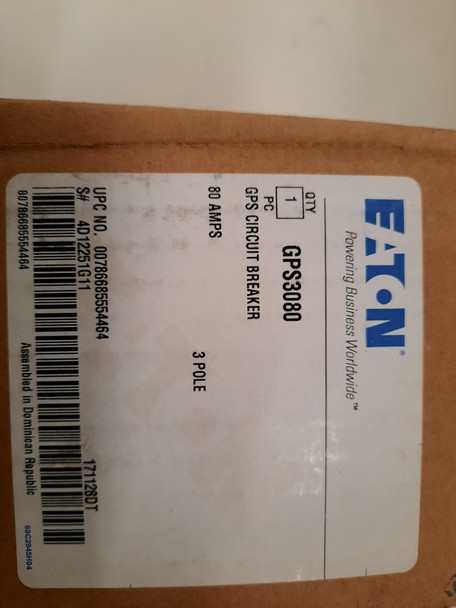 EATON®
Powering Business Worldwide™
QTY
1
PC
GPS3080
GPS CIRCUIT BREAKER
80 AMPS 3 POLE
UPC NO. 00786685554464
S# 4D12251G11 171128DT
00786685554464 Assembled in Dominican Republic
68C2945H04